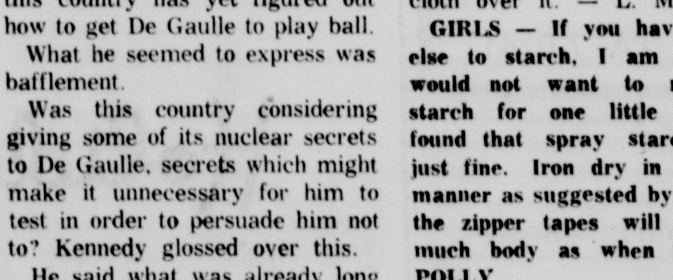 this country has yet figured out
how to get De Gaulle to play ball.
What he seemed to express was
bafflement.
Was this country considering
giving some of its nuclear secrets
to De Gaulle, secrets which might
make it unnecessary for him to
test in order to persuade him not
to? Kennedy glossed over this.
He said what was already long
cloth over it. — L. M
GIRLS — If you hav
else to starch, I am
would not want to
starch for one little
found that spray star
just fine. Iron dry in
manner as suggested by
the zipper tapes will
much body as when
POLLY